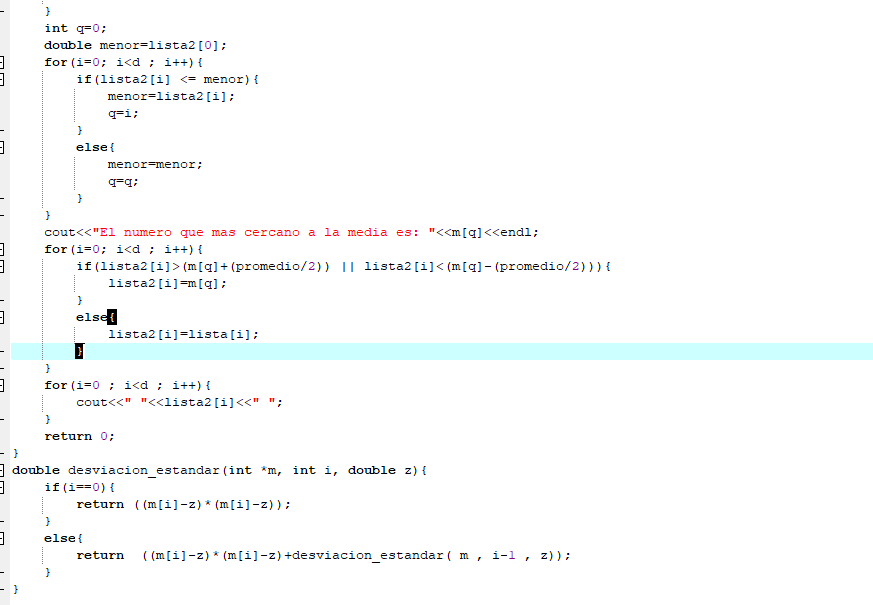 }
int q=0;
double menor=lista2[0];
for(i=0; i<d ; i++){
if(lista2[i] <= menor){
menor=lista2[i];
q=i;
}
else{
menor=menor;
q=q;
}
}
cout<<"El numero que mas cercano a la media es: "<<m[q]<<endl;
for(i=0; i<d ; i++){
if(lista2[i]>(m[q]+(promedio/2)) || lista2[i]<(m[q]-(promedio/2))){
lista2[i]=m[q];
}
else{
lista2[i]=lista[i];
}
}
for(i=0 ; i<d ; i++){
cout<<" "<<lista2[i]<<" ";
}
return 0;
}
double desviacion_estandar(int *m, int i, double z){
if(i==0){
return ((m[i]-z)*(m[i]-z));
}
else{
return  ((m[i]-z)*(m[i]-z)+desviacion_estandar( m , i-1 , z));
}
}